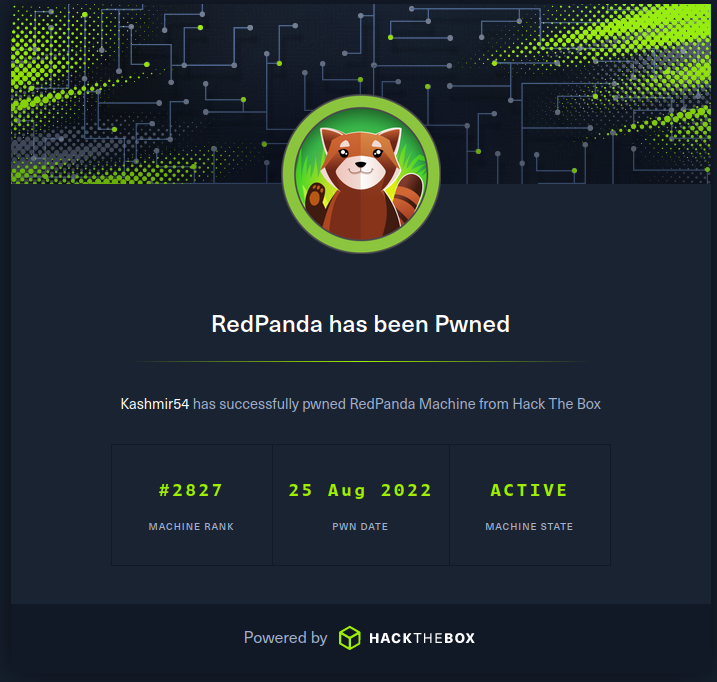 RedPanda has been Pwned
Kashmir54 has successfully pwned RedPanda Machine from Hack The Box
#2827
MACHINE RANK
25 Aug 2022
PWN DATE
ACTIVE
MACHINE STATE
Powered by HACKTHEBOX